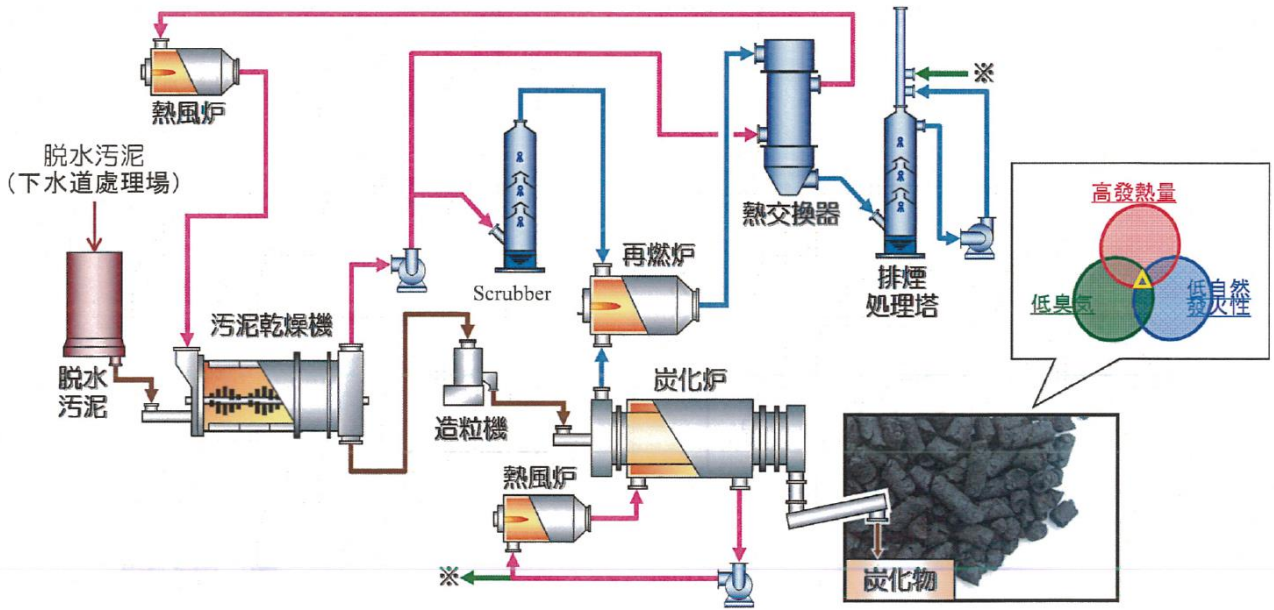 熱風炉
脱水汚泥
(下水道處理場)
脱水
汚泥
汚泥乾燥機
Scrubber
造粒機
再燃炉
炭化炉
熱風炉
※
熱交換器
※
排煙
処理塔
高發熱量
低臭気
低自然
發火性
炭化物